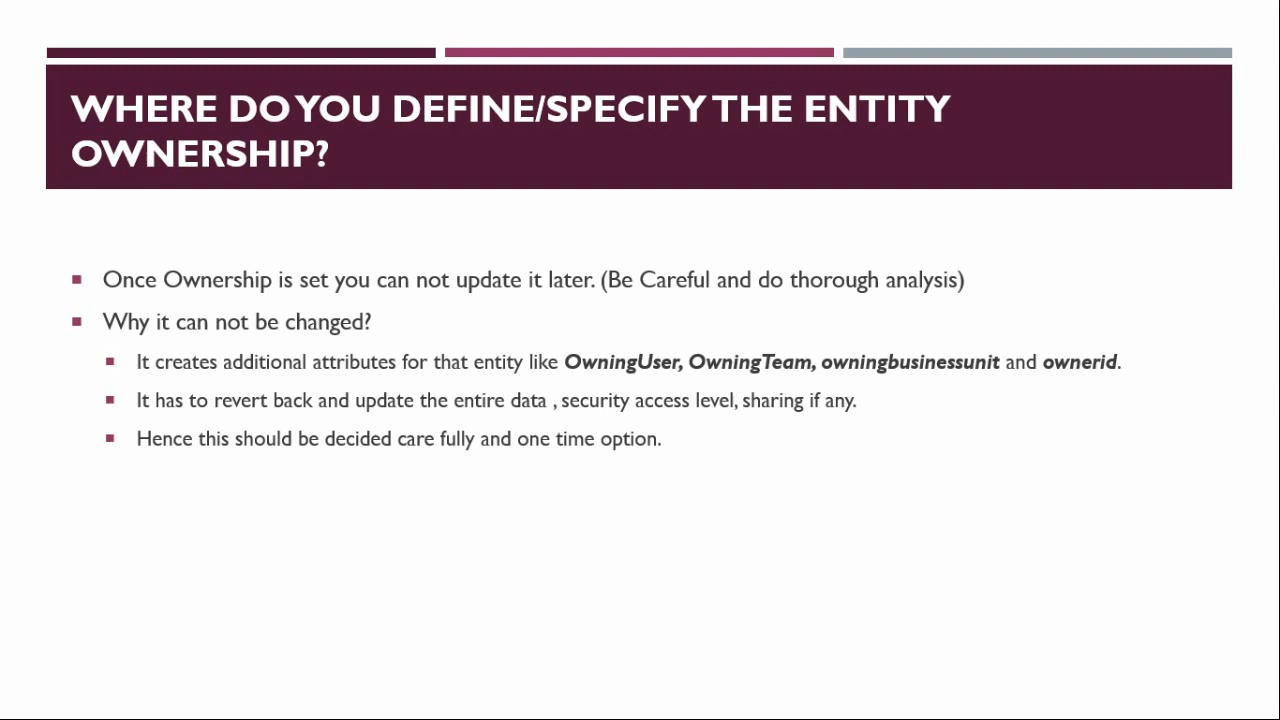 WHERE DO YOU DEFINE/SPECIFY THE ENTITY
OWNERSHIP?
Once Ownership is set you can not update it later. (Be Careful and do thorough analysis)
Why it can not be changed?
It creates additional attributes for that entity like OwningUser, OwningTeam, owningbusinessunit and ownerid.
It has to revert back and update the entire data , security access level, sharing if any.
Hence this should be decided care fully and one time option.